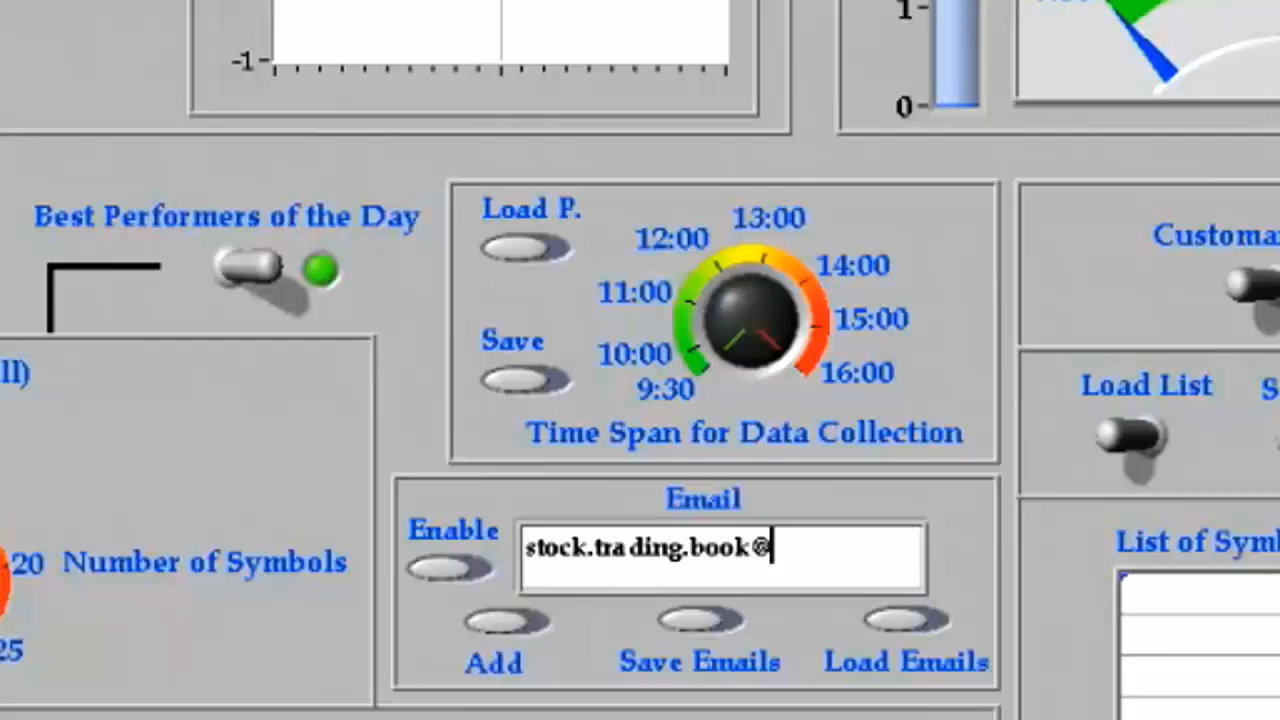 -1
1
0
Best Performers of the Day
ll)
20
Number of Symbols
25
Load P.
Save
13:00
12:00
14:00
11:00
15:00
10:00
16:00
9:30
Time Span for Data Collection
Email
Enable
stock.trading.book@
Add
Save Emails
Load Emails
Load List
S
List of